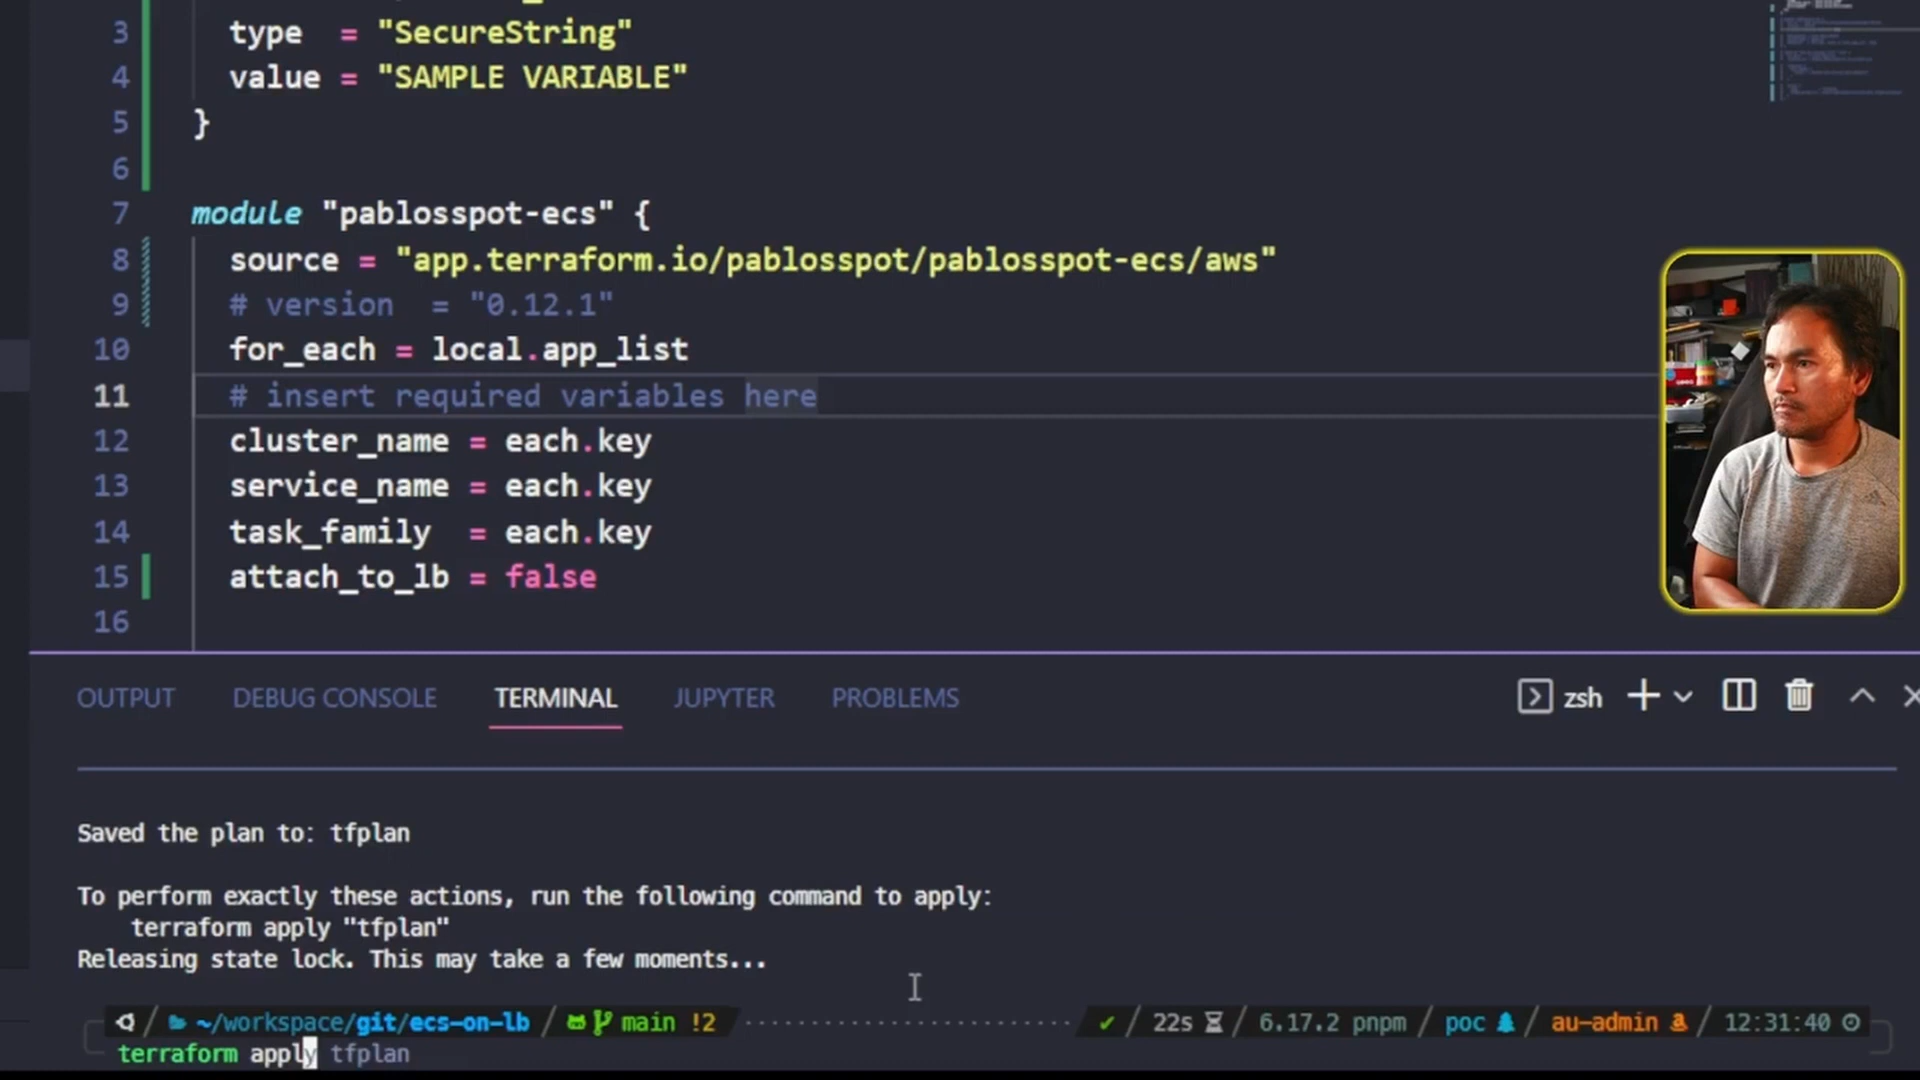 3 type = "SecureString"
4 value = "SAMPLE VARIABLE"
5 }
6
7 module "pablosspot-ecs" {
8 source = "app.terraform.io/pablosspot/pablosspot-ecs/aws"
9 # version = "0.12.1"
10 for_each = local.app_list
11 # insert required variables here
12 cluster_name = each.key
13 service_name = each.key
14 task_family = each.key
15 attach_to_lb = false
16
OUTPUT DEBUG CONSOLE TERMINAL JUPYTER PROBLEMS zsh
Saved the plan to: tfplan
To perform exactly these actions, run the following command to apply:
terraform apply "tfplan"
Releasing state lock. This may take a few moments...
~/workspace/git/ecs-on-lb main !2 22s 6.17.2 pnpm poc au-admin 12:31:40
terraform apply tfplan